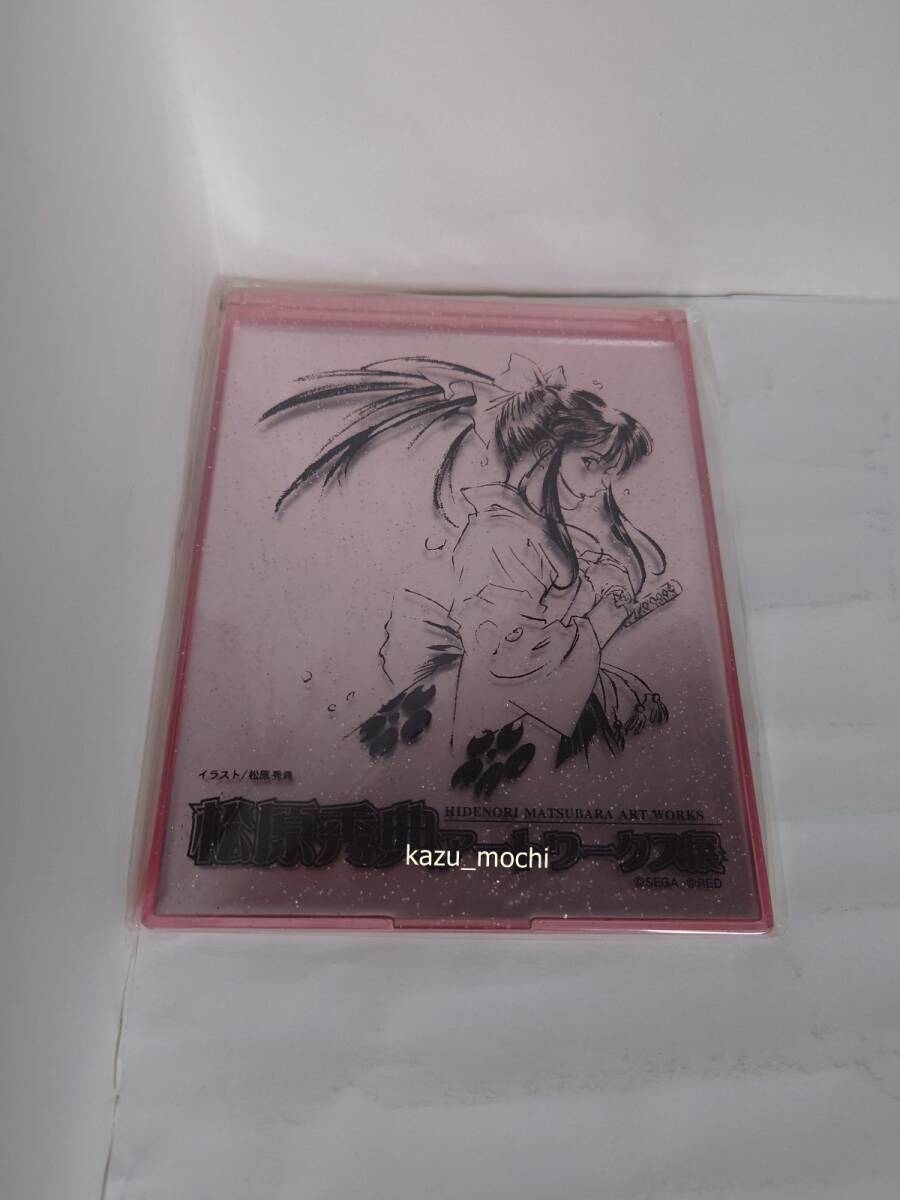 イラスト/松原秀典
HIDENORI MATSUBARA ART WORKS
松原秀典アートワークス展
kazu_mochi
©SEGA ©RED